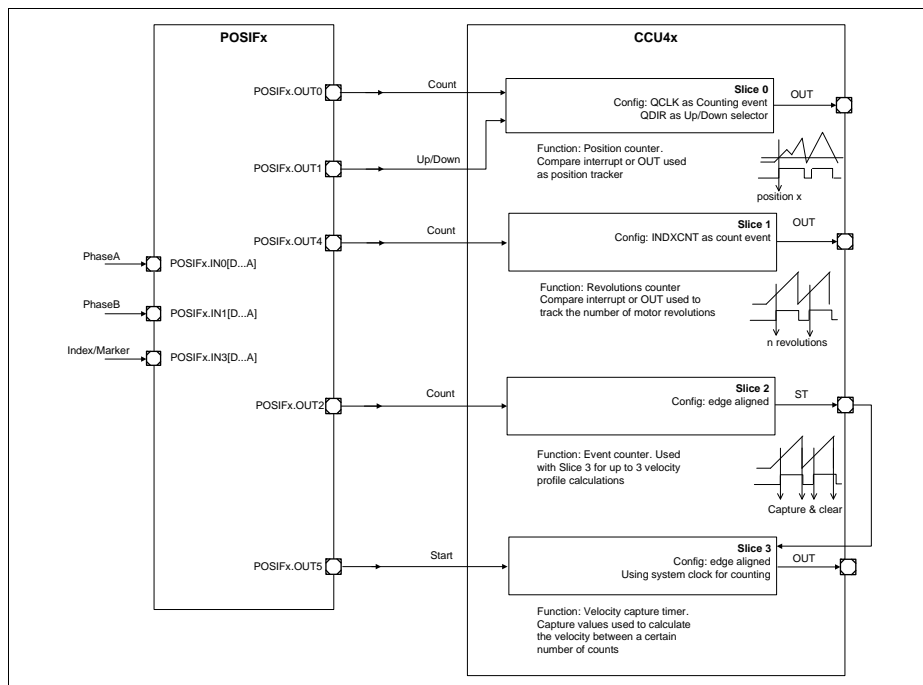 POSIFx
CCU4x
POSIFx.OUT0
Count
Slice 0
Config: QCLK as Counting event
QDIR as Up/Down selector
OUT
POSIFx.OUT1
Up/Down
Function: Position counter.
Compare interrupt or OUT used
as position tracker
position x
POSIFx.OUT4
Count
Slice 1
Config: INDXCNT as count event
OUT
PhaseA
POSIFx.IN0[D...A]
PhaseB
POSIFx.IN1[D...A]
Index/Marker
POSIFx.IN3[D...A]
Function: Revolutions counter
Compare interrupt or OUT used to
track the number of motor revolutions
n revolutions
POSIFx.OUT2
Count
Slice 2
Config: edge aligned
ST
Function: Event counter. Used
with Slice 3 for up to 3 velocity
profile calculations
Capture & clear
POSIFx.OUT5
Start
Slice 3
Config: edge aligned
Using system clock for counting
OUT
Function: Velocity capture timer.
Capture values used to calculate
the velocity between a certain
number of counts